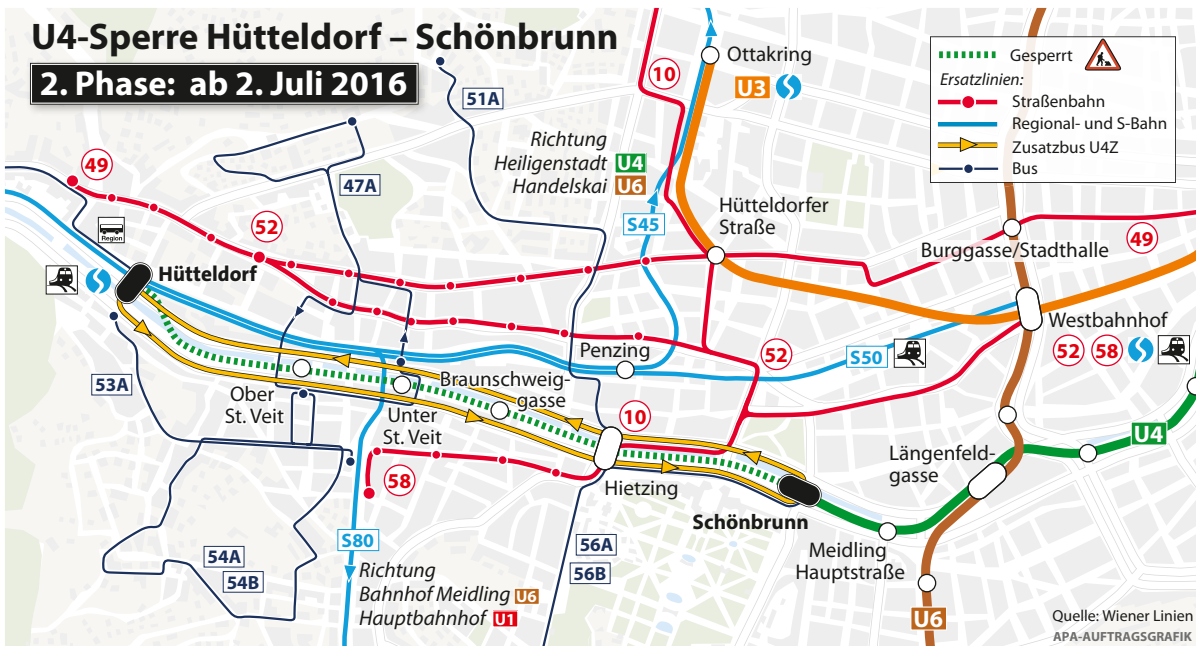 U4-Sperre Hütteldorf – Schönbrunn
2. Phase: ab 2. Juli 2016
51A
10
Ottakring
U3
Gesperrt
Ersatzlinien:
Straßenbahn
Regional- und S-Bahn
Zusatzbus U4Z
Bus
Richtung
Heiligenstadt U4
Handelskai U6
49
47A
52
S45
Hütteldorfer
Straße
Burggasse/Stadthalle
49
Region
Hütteldorf
Westbahnhof
52 58
S50
Penzing
52
53A
Ober
St. Veit
Unter
St. Veit
Braunschweig-
gasse
10
U4
Längenfeld-
gasse
58
Hietzing
Schönbrunn
S80
54A
54B
56A
56B
Meidling
Hauptstraße
Richtung
Bahnhof Meidling U6
Hauptbahnhof U1
U6
Quelle: Wiener Linien
APA-AUFTRAGSGRAFIK